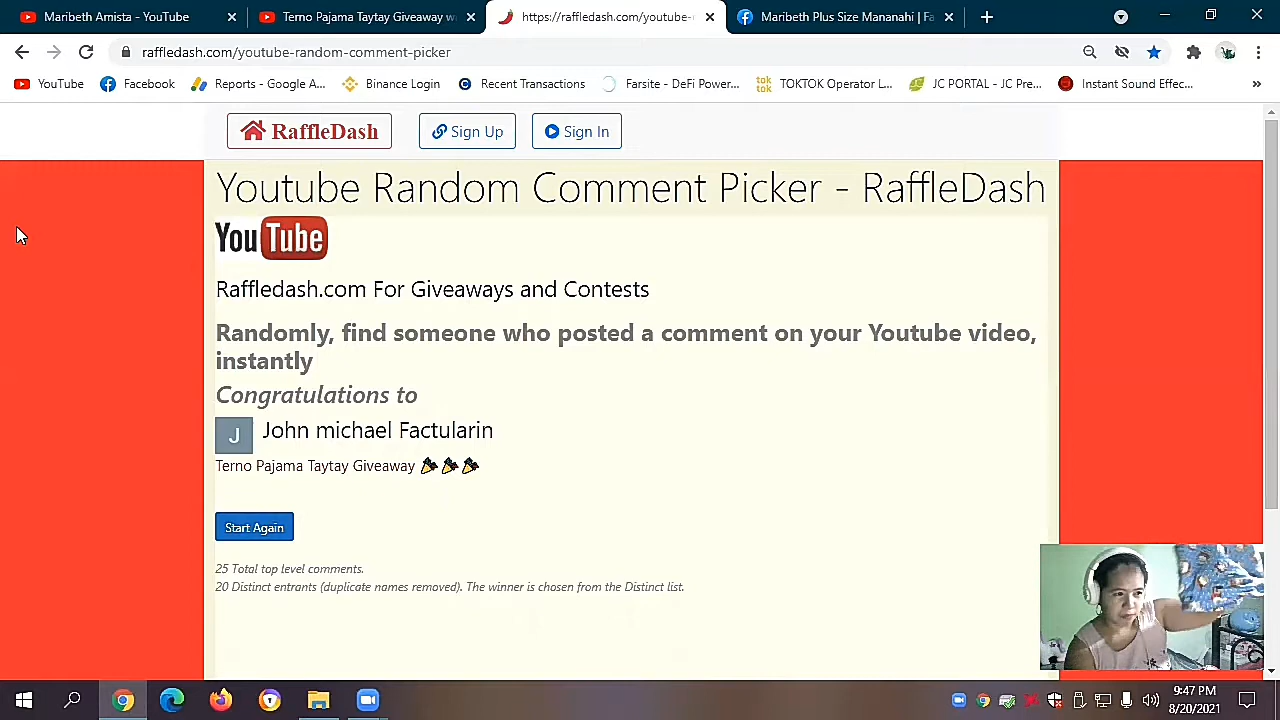 Maribeth Amista - YouTube
Terno Pajama Taytay Giveaway w
https://raffledash.com/youtube-
Maribeth Plus Size Mananahi | Fa
raffledash.com/youtube-random-comment-picker
YouTube
Facebook
Reports - Google A...
Binance Login
Recent Transactions
Farsite - DeFi Power...
tok
tok
TOKTOK Operator L...
JC PORTAL - JC Pre...
Instant Sound Effec...
RaffleDash
Sign Up
Sign In
Youtube Random Comment Picker - RaffleDash
YouTube
Raffledash.com For Giveaways and Contests
Randomly, find someone who posted a comment on your Youtube video,
instantly
Congratulations to
J
John michael Factularin
Terno Pajama Taytay Giveaway 🎉🎉🎉
Start Again
25 Total top level comments.
20 Distinct entrants (duplicate names removed). The winner is chosen from the Distinct list.
9:47 PM
8/20/2021